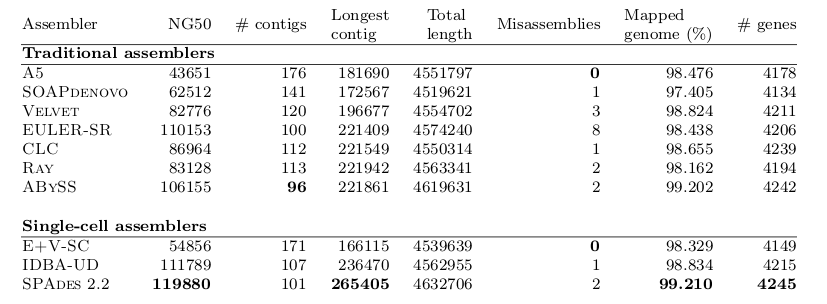 Assembler NG50 # contigs Longest contig Total length Misassemblies Mapped genome (%) # genes
Traditional assemblers
A5 43651 176 181690 4551797 0 98.476 4178
SOAPdenovo 62512 141 172567 4519621 1 97.405 4134
Velvet 82776 120 196677 4554702 3 98.824 4211
EULER-SR 110153 100 221409 4574240 8 98.438 4206
CLC 86964 112 221549 4550314 1 98.655 4239
Ray 83128 113 221942 4563341 2 98.162 4194
ABySS 106155 96 221861 4619631 2 99.202 4242
Single-cell assemblers
E+V-SC 54856 171 166115 4539639 0 98.329 4149
IDBA-UD 111789 107 236470 4562955 1 98.834 4215
SPAdes 2.2 119880 101 265405 4632706 2 99.210 4245